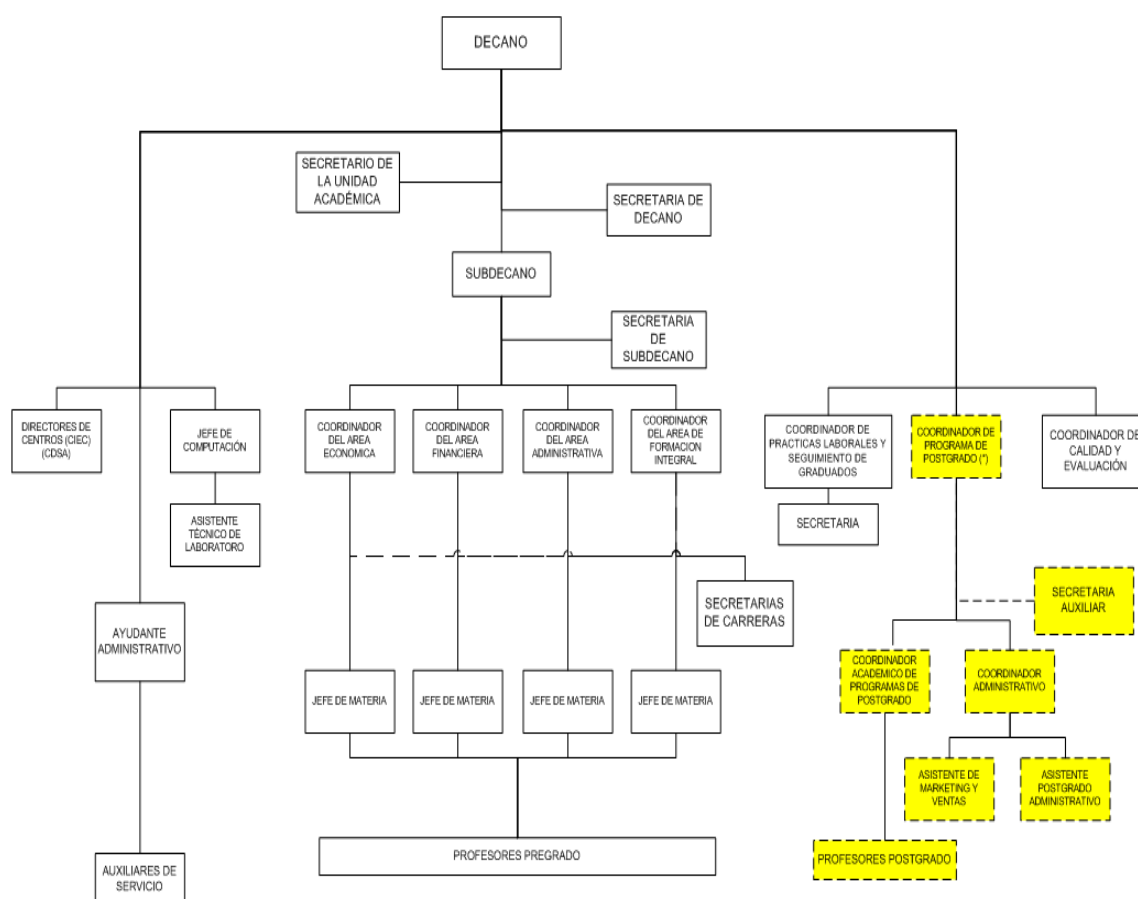 DECANO
SECRETARIO DE
LA UNIDAD
ACADÉMICA
SECRETARIA DE
DECANO
SUBDECANO
SECRETARIA
DE
SUBDECANO
DIRECTORES DE
CENTROS (CIEC)
(CDSA)
JEFE DE
COMPUTACIÓN
COORDINADOR
DEL AREA
ECONOMICA
COORDINADOR
DEL AREA
FINANCIERA
COORDINADOR
DEL AREA
ADMINISTRATIVA
COORDINADOR
DEL AREA DE
FORMACION
INTEGRAL
COORDINADOR DE
PRACTICAS LABORALES Y
SEGUIMIENTO DE
GRADUADOS
COORDINADOR DE
PROGRAMA DE
POSTGRADO (*)
COORDINADOR DE
CALIDAD Y
EVALUACIÓN
ASISTENTE
TÉCNICO DE
LABORATORO
SECRETARIA
SECRETARIAS
DE CARRERAS
SECRETARIA
AUXILIAR
AYUDANTE
ADMINISTRATIVO
COORDINADOR
ACADEMICO DE
PROGRAMAS DE
POSTGRADO
COORDINADOR
ADMINISTRATIVO
JEFE DE MATERIA
JEFE DE MATERIA
JEFE DE MATERIA
JEFE DE MATERIA
ASISTENTE DE
MARKETING Y
VENTAS
ASISTENTE
POSTGRADO
ADMINISTRATIVO
PROFESORES PREGRADO
PROFESORES POSTGRADO
AUXILIARES DE
SERVICIO